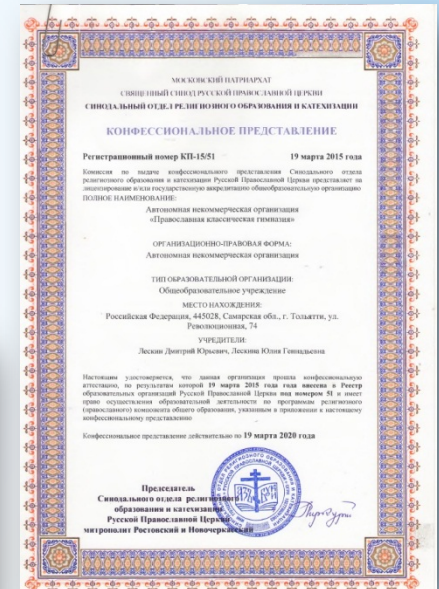 МОСКОВСКИЙ ПАТРИАРХАТ
СВЯЩЕННЫЙ СИНОД РУССКОЙ ПРАВОСЛАВНОЙ ЦЕРКВИ
СИНОДАЛЬНЫЙ ОТДЕЛ РЕЛИГИОЗНОГО ОБРАЗОВАНИЯ И КАТЕХИЗАЦИИ
КОНФЕССИОНАЛЬНОЕ ПРЕДСТАВЛЕНИЕ
Регистрационный номер КП-15/51 19 марта 2015 года
Комиссия по выдаче конфессионального представления Синодального отдела
религиозного образования и катехизации Русской Православной Церкви представляет на
лицензирование и/или государственную аккредитацию общеобразовательную организацию
ПОЛНОЕ НАИМЕНОВАНИЕ:
Автономная некоммерческая организация
«Православная классическая гимназия»
ОРГАНИЗАЦИОННО-ПРАВОВАЯ ФОРМА:
Автономная некоммерческая организация
ТИП ОБРАЗОВАТЕЛЬНОЙ ОРГАНИЗАЦИИ:
Общеобразовательное учреждение
МЕСТО НАХОЖДЕНИЯ:
Российская Федерация, 445028, Самарская обл., г. Тольятти, ул.
Революционная, 74
УЧРЕДИТЕЛИ:
Лескин Дмитрий Юрьевич, Лескина Юлия Геннадьевна
Настоящим удостоверяется, что данная организация прошла конфессиональную
аттестацию, по результатам которой 19 марта 2015 года года внесена в Реестр
образовательных организаций Русской Православной Церкви под номером 51 и имеет
право осуществления образовательной деятельности по программам религиозного
(православного) компонента общего образования, указанным в приложении к настоящему
конфессиональному представлению
Конфессиональное представление действительно по 19 марта 2020 года
Председатель
Синодального отдела религиозного
образования и катехизации
Русской Православной Церкви
митрополит Ростовский и Новочеркасский